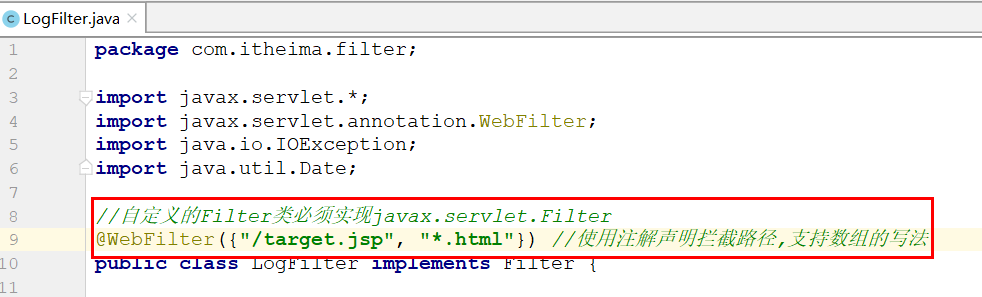 LogFilter.java
1 package com.itheima.filter;
2
3 import javax.servlet.*;
4 import javax.servlet.annotation.WebFilter;
5 import java.io.IOException;
6 import java.util.Date;
7
8 //自定义的Filter类必须实现javax.servlet.Filter
9 @WebFilter({"/target.jsp", "*.html"}) //使用注解声明拦截路径,支持数组的写法
10 public class LogFilter implements Filter {
11